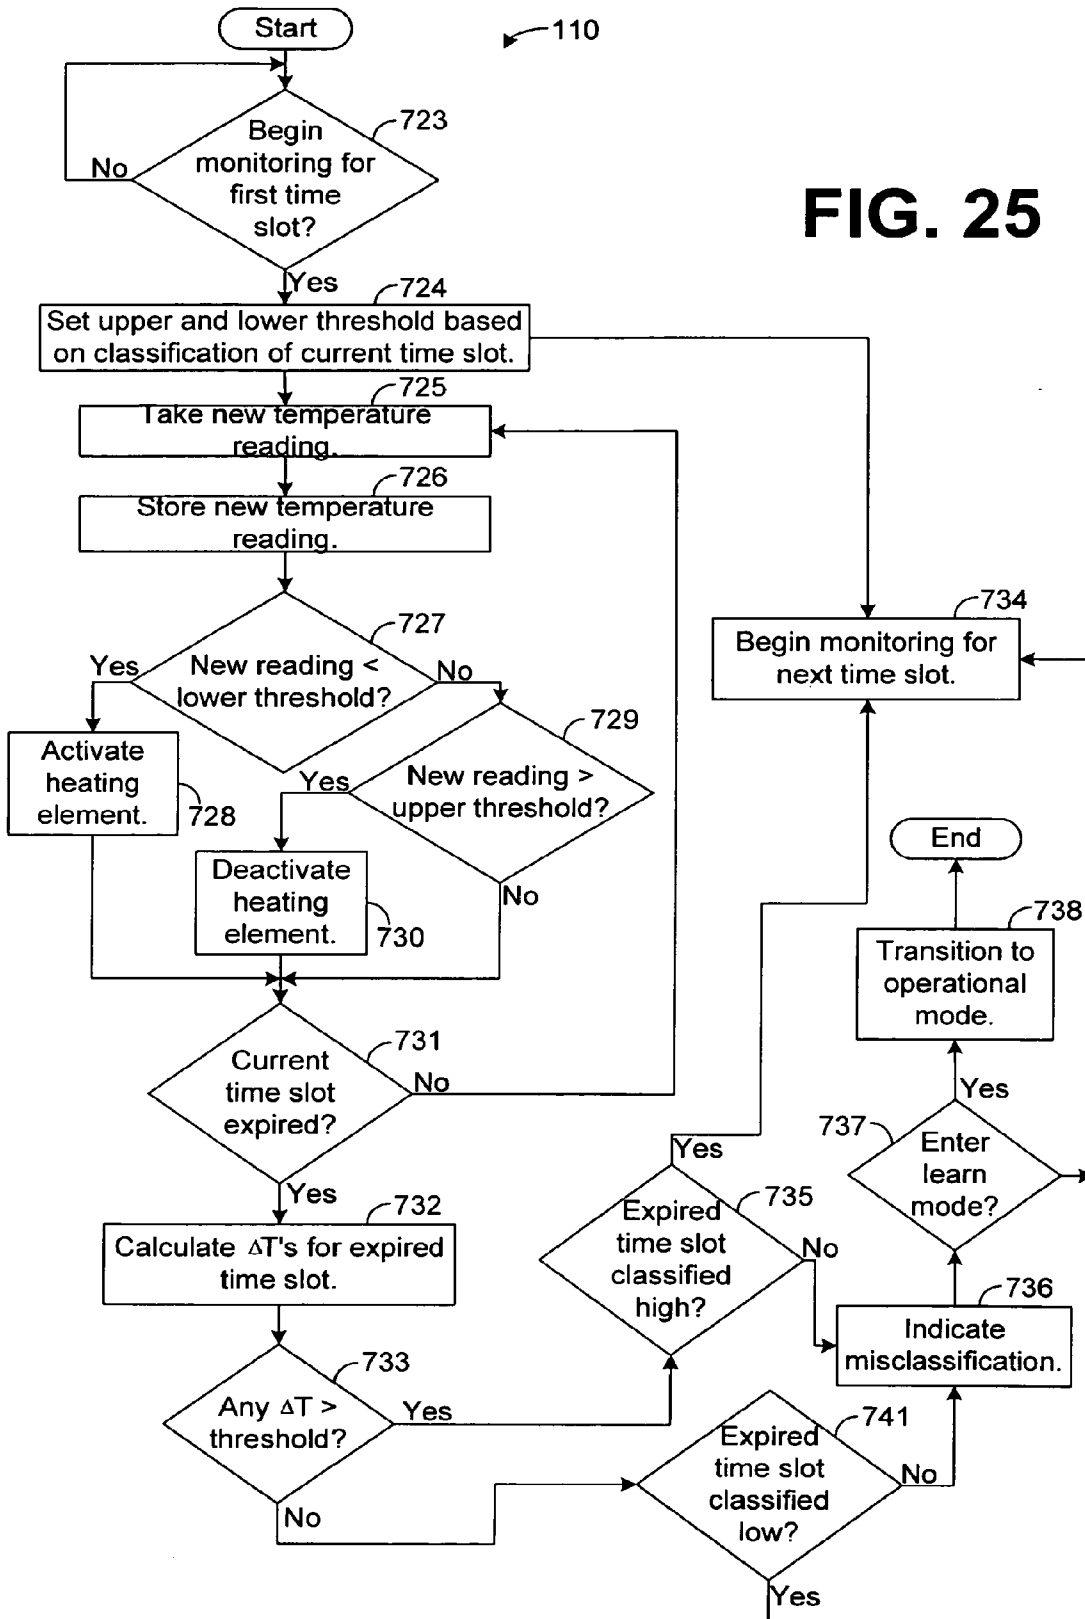 Start
110
723
Begin
monitoring for
first time
slot?
No
FIG. 25
Yes
724
Set upper and lower threshold based
on classification of current time slot.
725
Take new temperature
reading.
726
Store new temperature
reading.
727
Yes
New reading <
lower threshold?
No
734
Begin monitoring for
next time slot.
729
Activate
heating
element.
728
Yes
New reading >
upper threshold?
No
Deactivate
heating
element.
730
End
738
Transition to
operational
mode.
731
Current
time slot
expired?
No
Yes
Yes
737
Enter
learn
mode?
Yes
732
Calculate ΔT's for expired
time slot.
735
Expired
time slot
classified
high?
No
736
Indicate
misclassification.
733
Any ΔT >
threshold?
Yes
No
741
Expired
time slot
classified
low?
No
Yes